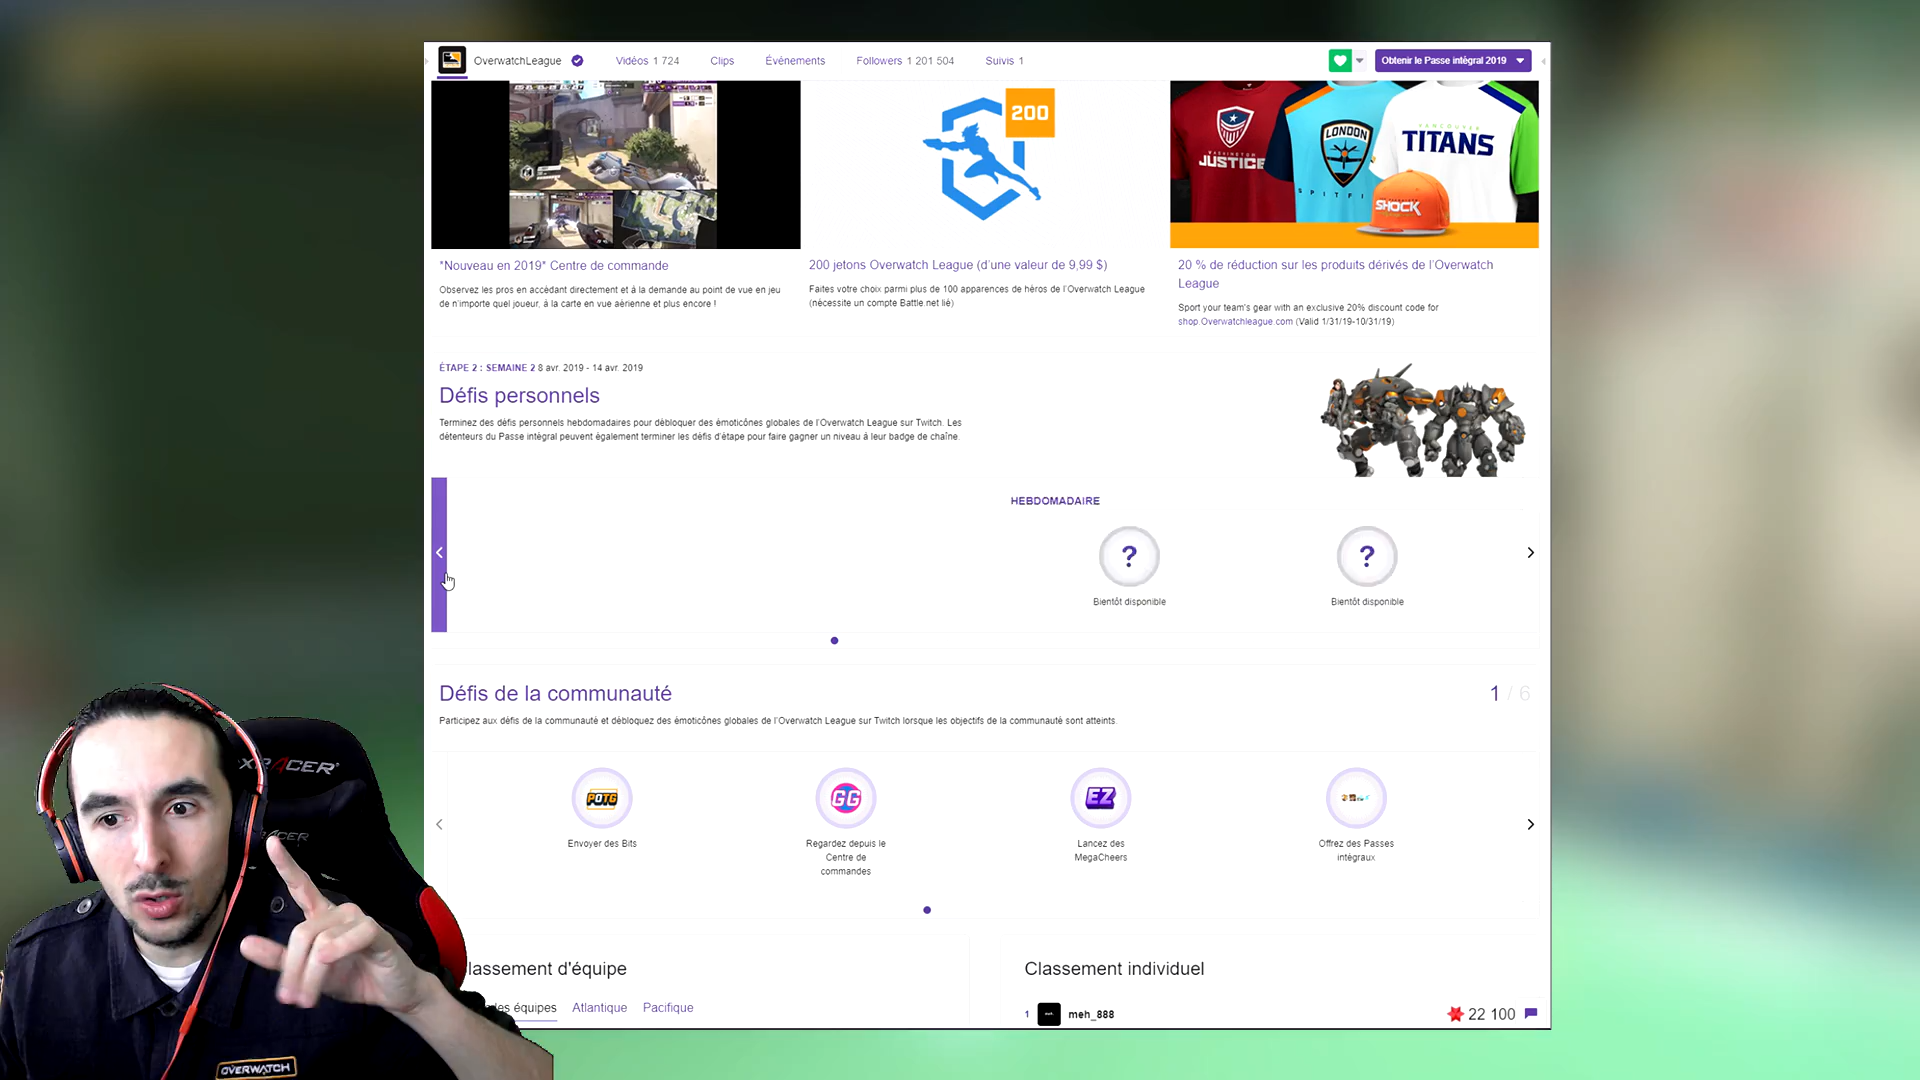 OverwatchLeague Vidéos 1 724 Clips Événements Followers 1 201 504 Suivis 1 Obtenir le Passe intégral 2019
200
WASHINGTON
JUSTICE
LONDON
SPITFI
VANCOUVER
TITANS
SHOCK
*Nouveau en 2019* Centre de commande
Observez les pros en accédant directement et à la demande au point de vue en jeu
de n'importe quel joueur, à la carte en vue aérienne et plus encore !
200 jetons Overwatch League (d'une valeur de 9,99 $)
Faites votre choix parmi plus de 100 apparences de héros de l'Overwatch League
(nécessite un compte Battle.net lié)
20 % de réduction sur les produits dérivés de l'Overwatch
League
Sport your team's gear with an exclusive 20% discount code for
shop.Overwatchleague.com (Valid 1/31/19-10/31/19)
ÉTAPE 2 : SEMAINE 2 8 avr. 2019 - 14 avr. 2019
Défis personnels
Terminez des défis personnels hebdomadaires pour débloquer des émoticônes globales de l'Overwatch League sur Twitch. Les
détenteurs du Passe intégral peuvent également terminer les défis d'étape pour faire gagner un niveau à leur badge de chaîne.
HEBDOMADAIRE
? ?
Bientôt disponible Bientôt disponible
Défis de la communauté 1 / 6
Participez aux défis de la communauté et débloquez des émoticônes globales de l'Overwatch League sur Twitch lorsque les objectifs de la communauté sont atteints.
POTG GG EZ
Envoyer des Bits
Regardez depuis le
Centre de
commandes
Lancez des
MegaCheers
Offrez des Passes
intégraux
lassement d'équipe
les équipes Atlantique Pacifique
Classement individuel
1 meh_888 22 100
XRACER
ACER
OVERWATCH